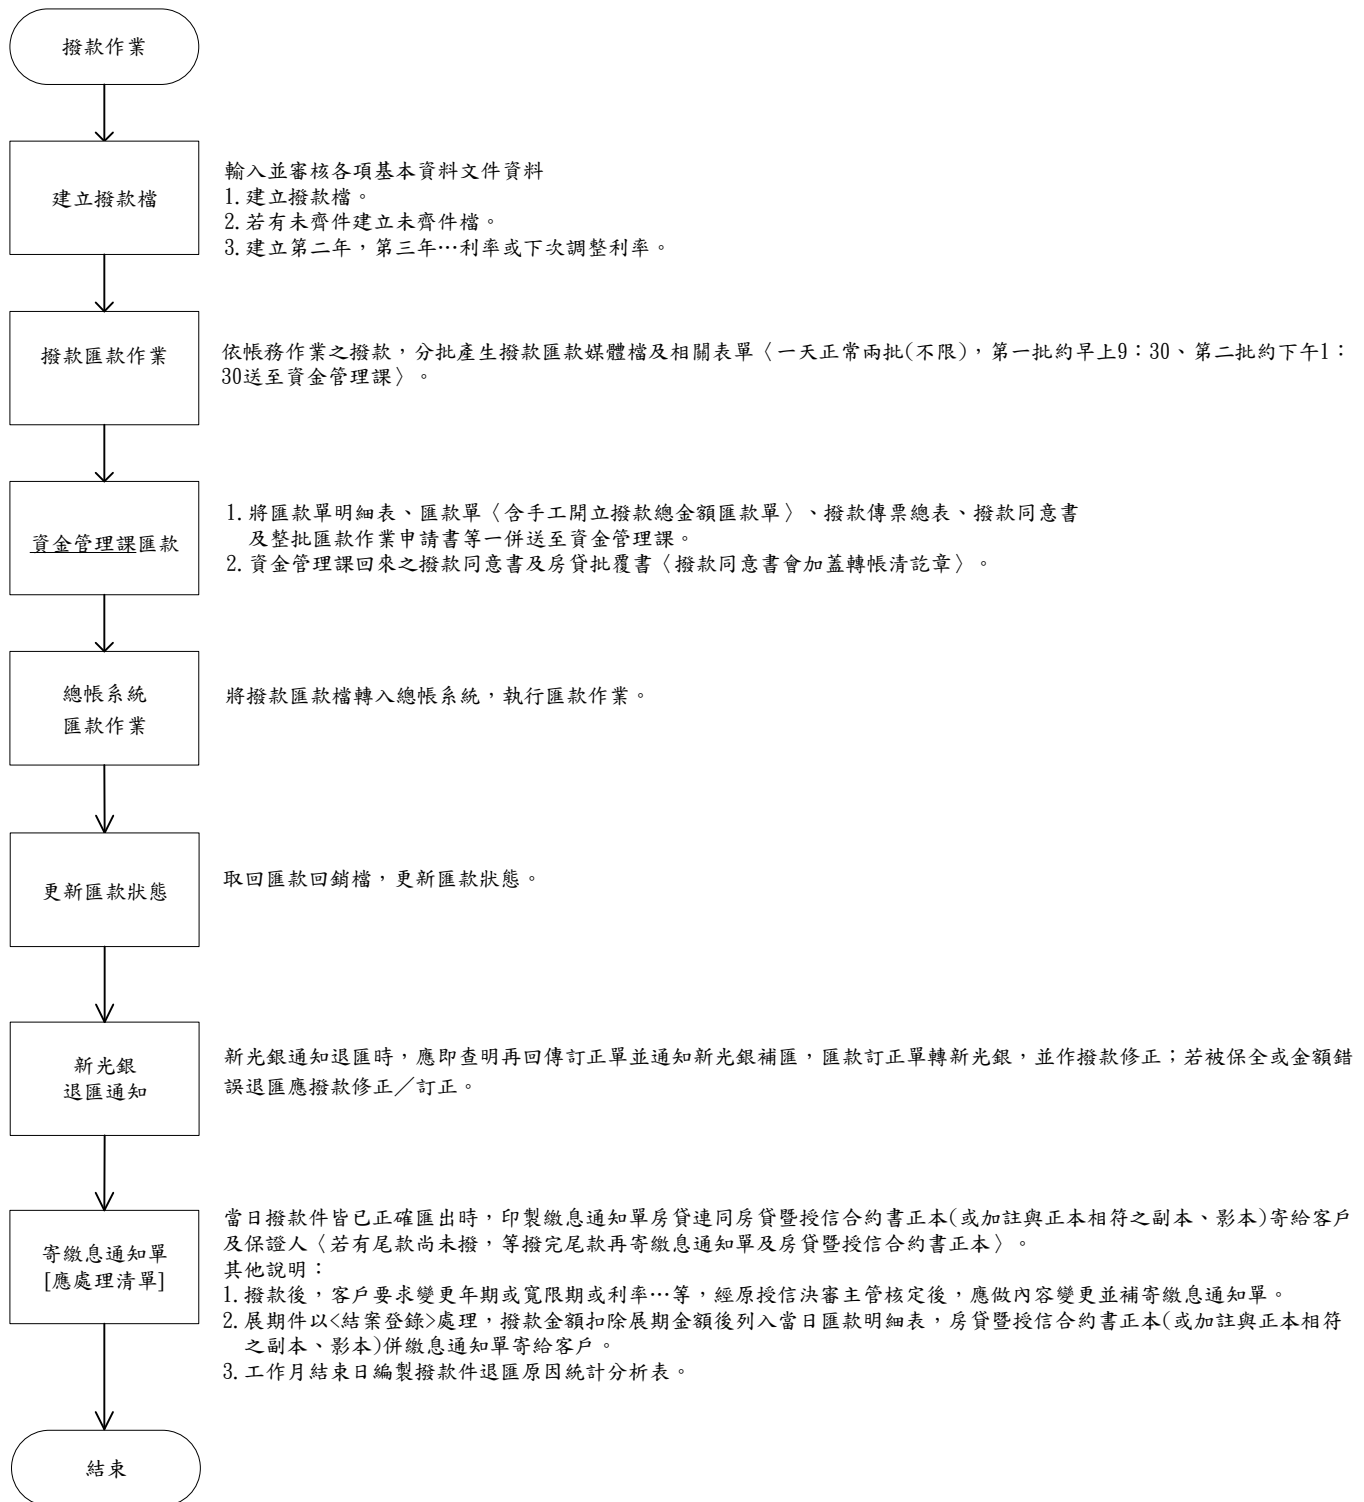 撥款作業
建立撥款檔
輸入並審核各項基本資料文件資料
1.建立撥款檔。
2.若有未齊件建立未齊件檔。
3.建立第二年，第三年…利率或下次調整利率。
撥款匯款作業
依帳務作業之撥款，分批產生撥款匯款媒體檔及相關表單〈一天正常兩批(不限)，第一批約早上9：30、第二批約下午1：
30送至資金管理課〉。
資金管理課匯款
1.將匯款單明細表、匯款單〈含手工開立撥款總金額匯款單〉、撥款傳票總表、撥款同意書
及整批匯款作業申請書等一併送至資金管理課。
2.資金管理課回來之撥款同意書及房貸批覆書〈撥款同意書會加蓋轉帳清訖章〉。
總帳系統
匯款作業
將撥款匯款檔轉入總帳系統，執行匯款作業。
更新匯款狀態
取回匯款回銷檔，更新匯款狀態。
新光銀
退匯通知
新光銀通知退匯時，應即查明再回傳訂正單並通知新光銀補匯，匯款訂正單轉新光銀，並作撥款修正；若被保全或金額錯
誤退匯應撥款修正／訂正。
寄繳息通知單
[應處理清單]
當日撥款件皆已正確匯出時，印製繳息通知單房貸連同房貸暨授信合約書正本(或加註與正本相符之副本、影本)寄給客戶
及保證人〈若有尾款尚未撥，等撥完尾款再寄繳息通知單及房貸暨授信合約書正本〉。
其他說明：
1.撥款後，客戶要求變更年期或寬限期或利率…等，經原授信決審主管核定後，應做內容變更並補寄繳息通知單。
2.展期件以<結案登錄>處理，撥款金額扣除展期金額後列入當日匯款明細表，房貸暨授信合約書正本(或加註與正本相符
之副本、影本)併繳息通知單寄給客戶。
3.工作月結束日編製撥款件退匯原因統計分析表。
結束